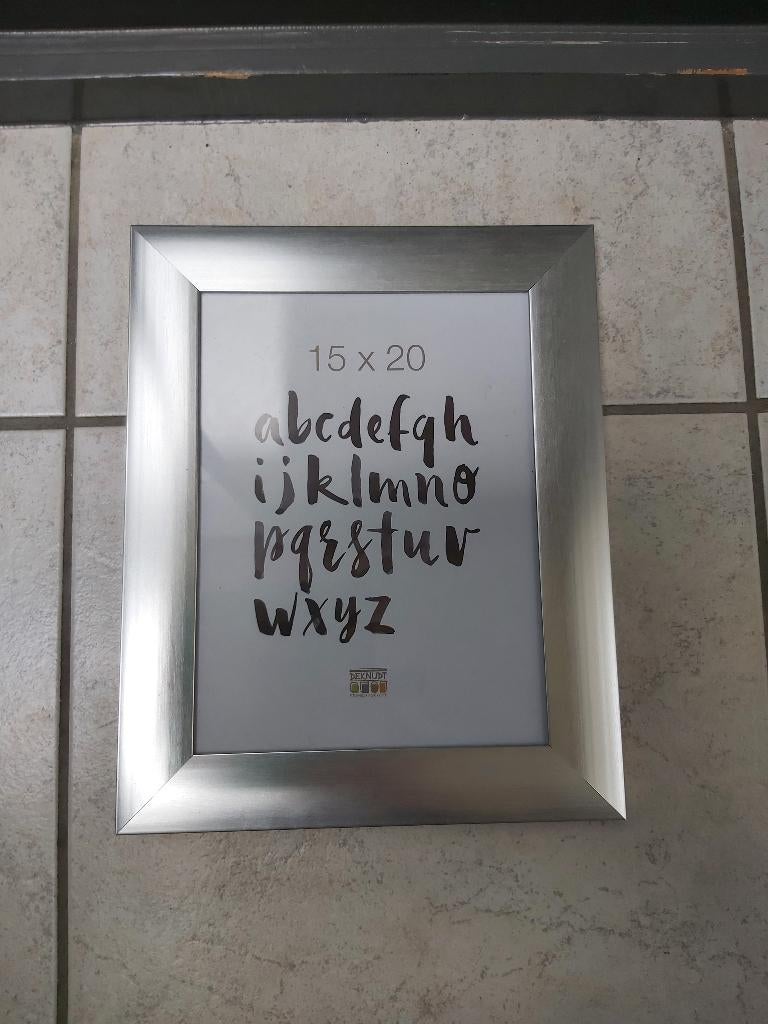 15 x 20
abcdefgh
ijklmno
pqrstuv
wxyz
DEKNUDT